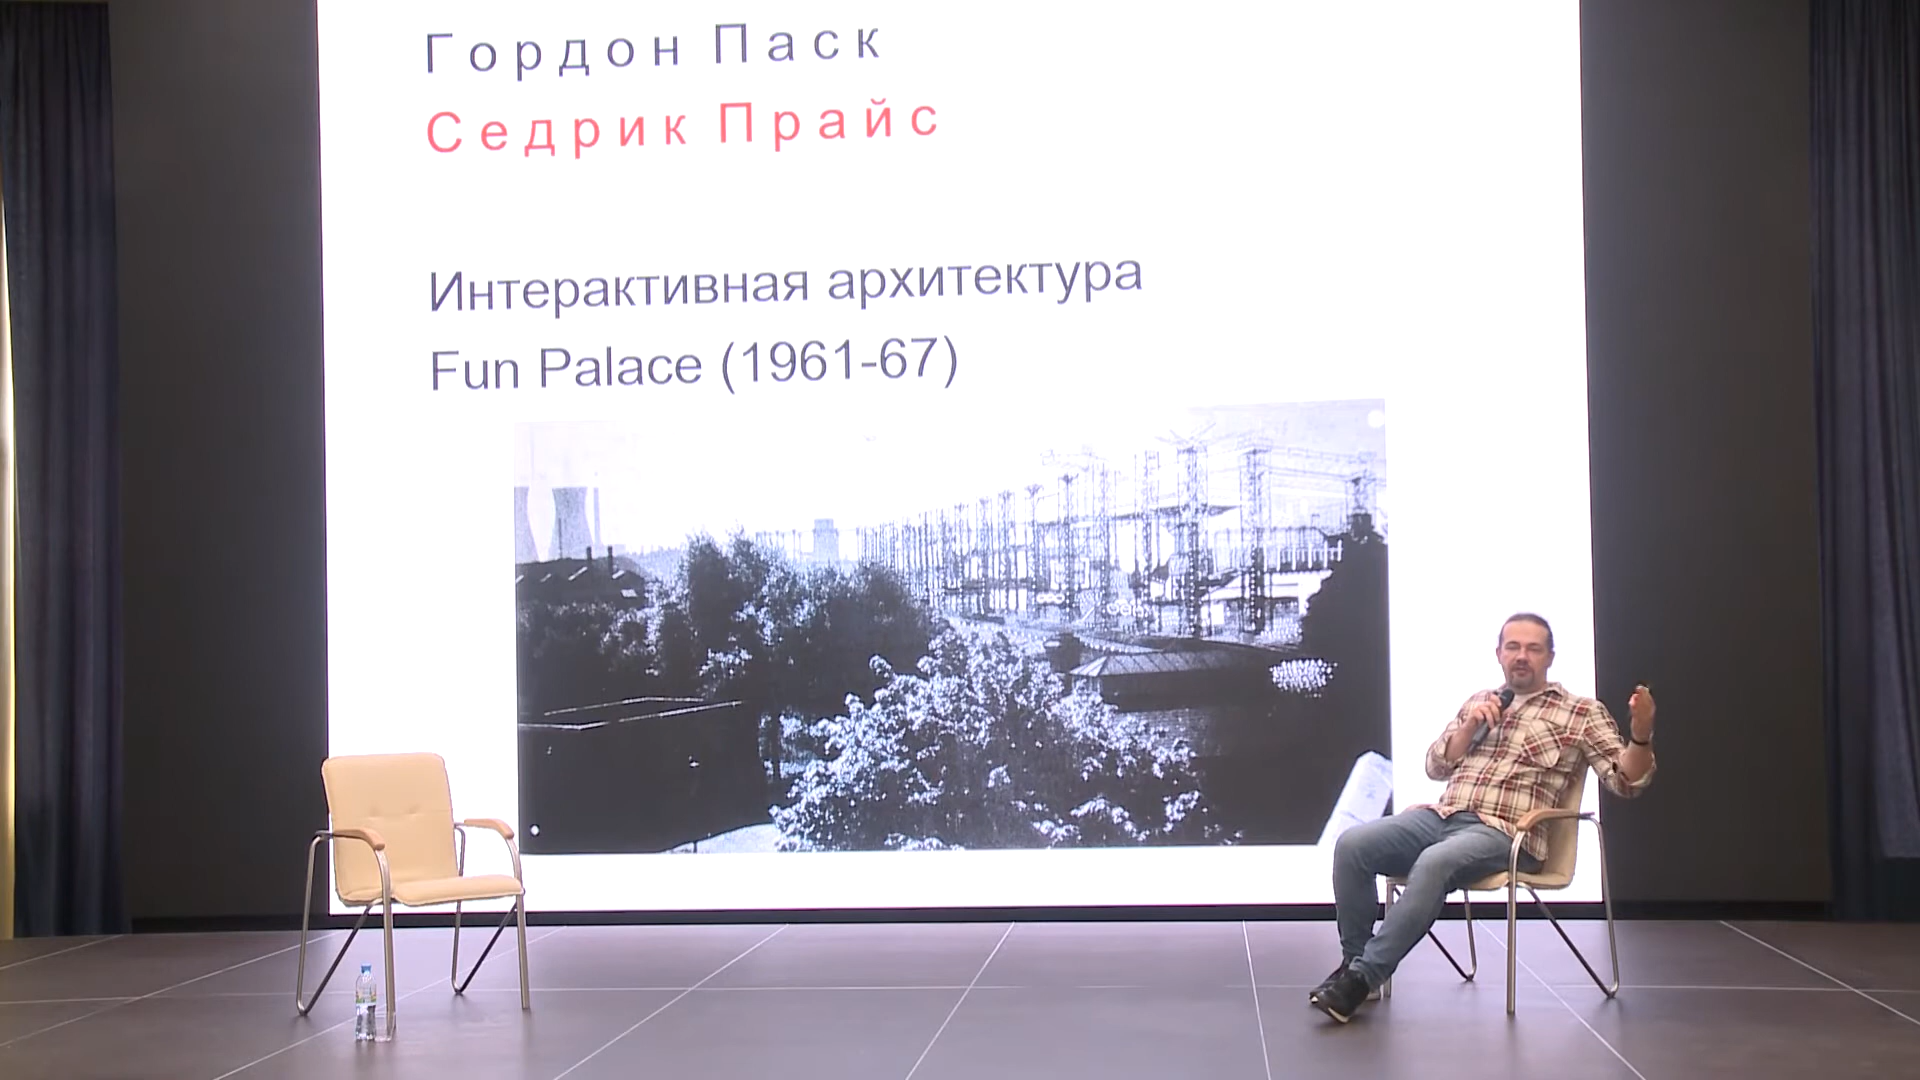 Гордон Паск
Седрик Прайс
Интерактивная архитектура
Fun Palace (1961-67)